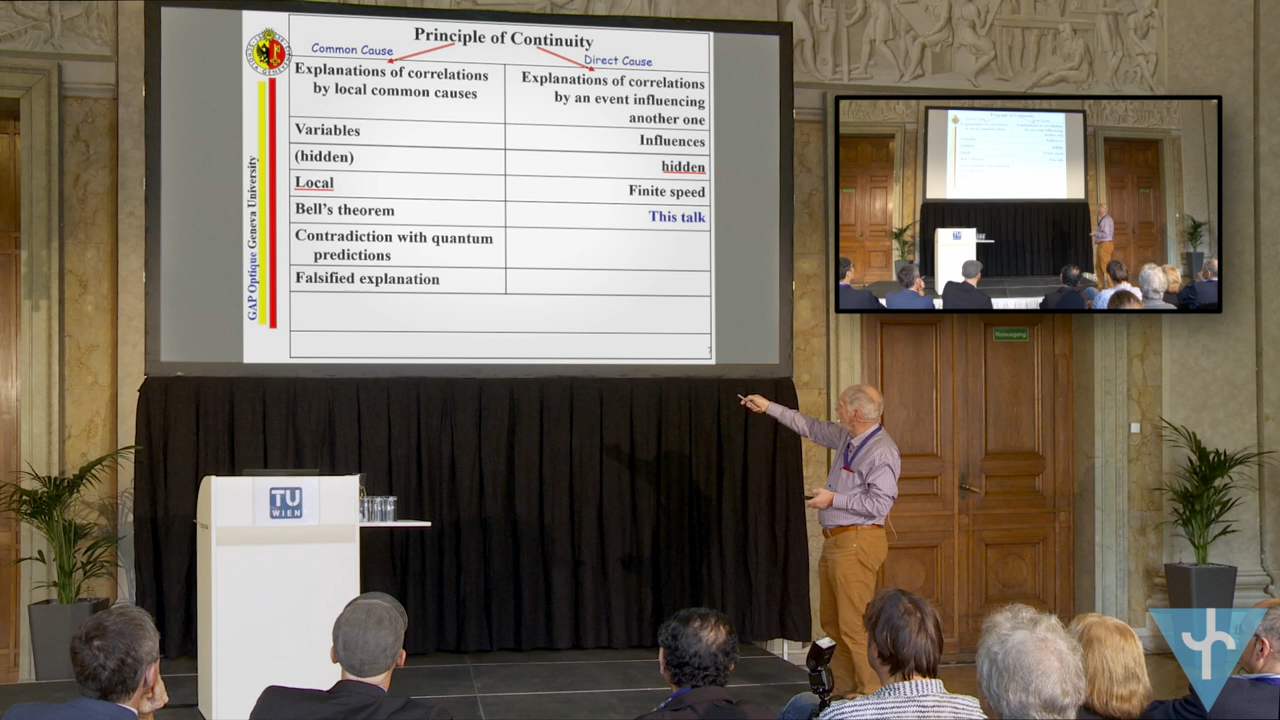 Principle of Continuity
Common Cause
Direct Cause
Explanations of correlations
by local common causes
Explanations of correlations
by an event influencing
another one
Variables
Influences
(hidden)
hidden
Local
Finite speed
Bell's theorem
This talk
Contradiction with quantum
predictions
Falsified explanation
GAP Optique Geneva University
Notausgang
TU
WIEN